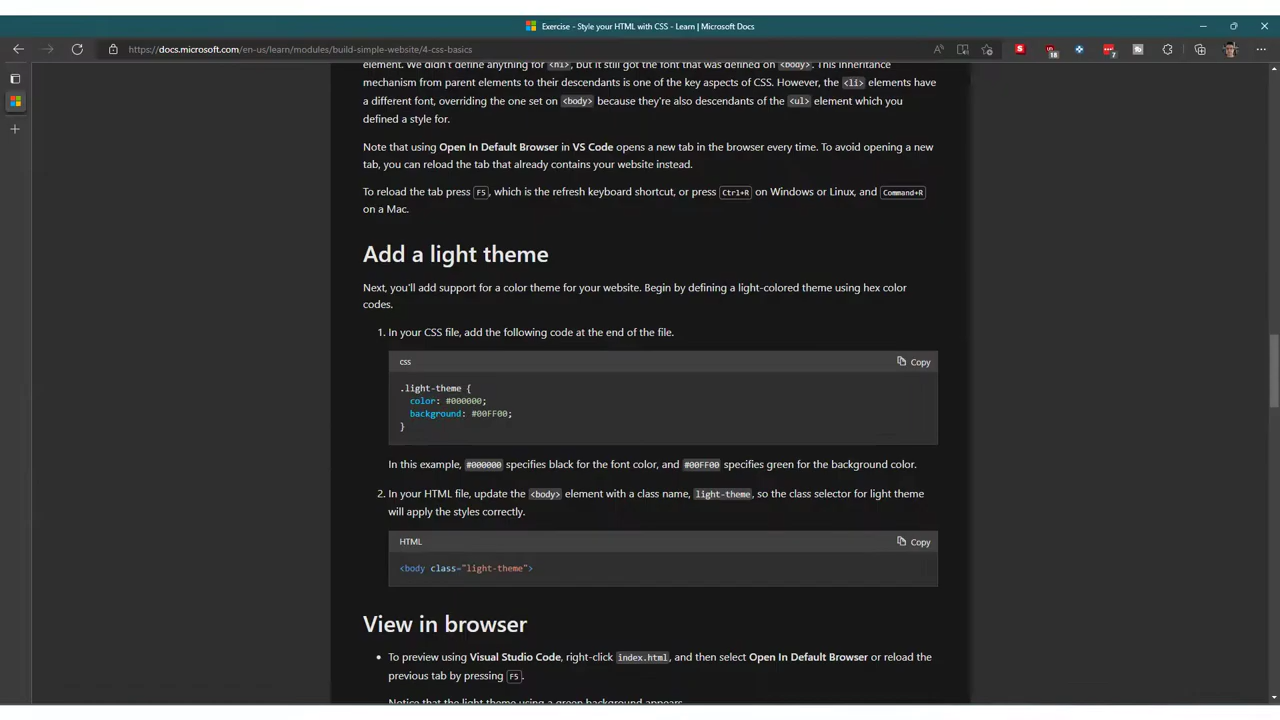 Exercise - Style your HTML with CSS - Learn | Microsoft Docs
https://docs.microsoft.com/en-us/learn/modules/build-simple-website/4-css-basics
element. We didn't define anything for <h1>, but it still got the font that was defined on <body>. This inheritance
mechanism from parent elements to their descendants is one of the key aspects of CSS. However, the <li> elements have
a different font, overriding the one set on <body> because they're also descendants of the <ul> element which you
defined a style for.
Note that using Open In Default Browser in VS Code opens a new tab in the browser every time. To avoid opening a new
tab, you can reload the tab that already contains your website instead.
To reload the tab press F5, which is the refresh keyboard shortcut, or press Ctrl+R on Windows or Linux, and Command+R
on a Mac.
Add a light theme
Next, you'll add support for a color theme for your website. Begin by defining a light-colored theme using hex color
codes.
1. In your CSS file, add the following code at the end of the file.
css
Copy
.light-theme {
color: #000000;
background: #00FF00;
}
In this example, #000000 specifies black for the font color, and #00FF00 specifies green for the background color.
2. In your HTML file, update the <body> element with a class name, light-theme, so the class selector for light theme
will apply the styles correctly.
HTML
Copy
<body class="light-theme">
View in browser
• To preview using Visual Studio Code, right-click index.html, and then select Open In Default Browser or reload the
previous tab by pressing F5.
Notice that the light theme using a green background appears.